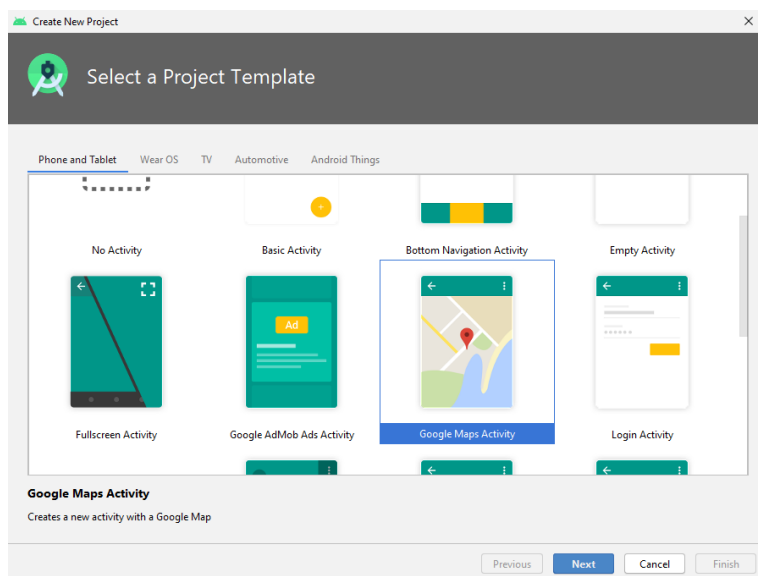 Create New Project
Select a Project Template
Phone and Tablet Wear OS TV Automotive Android Things
No Activity Basic Activity Bottom Navigation Activity Empty Activity
Ad
Fullscreen Activity Google AdMob Ads Activity Google Maps Activity Login Activity
Google Maps Activity
Creates a new activity with a Google Map
Previous Next Cancel Finish